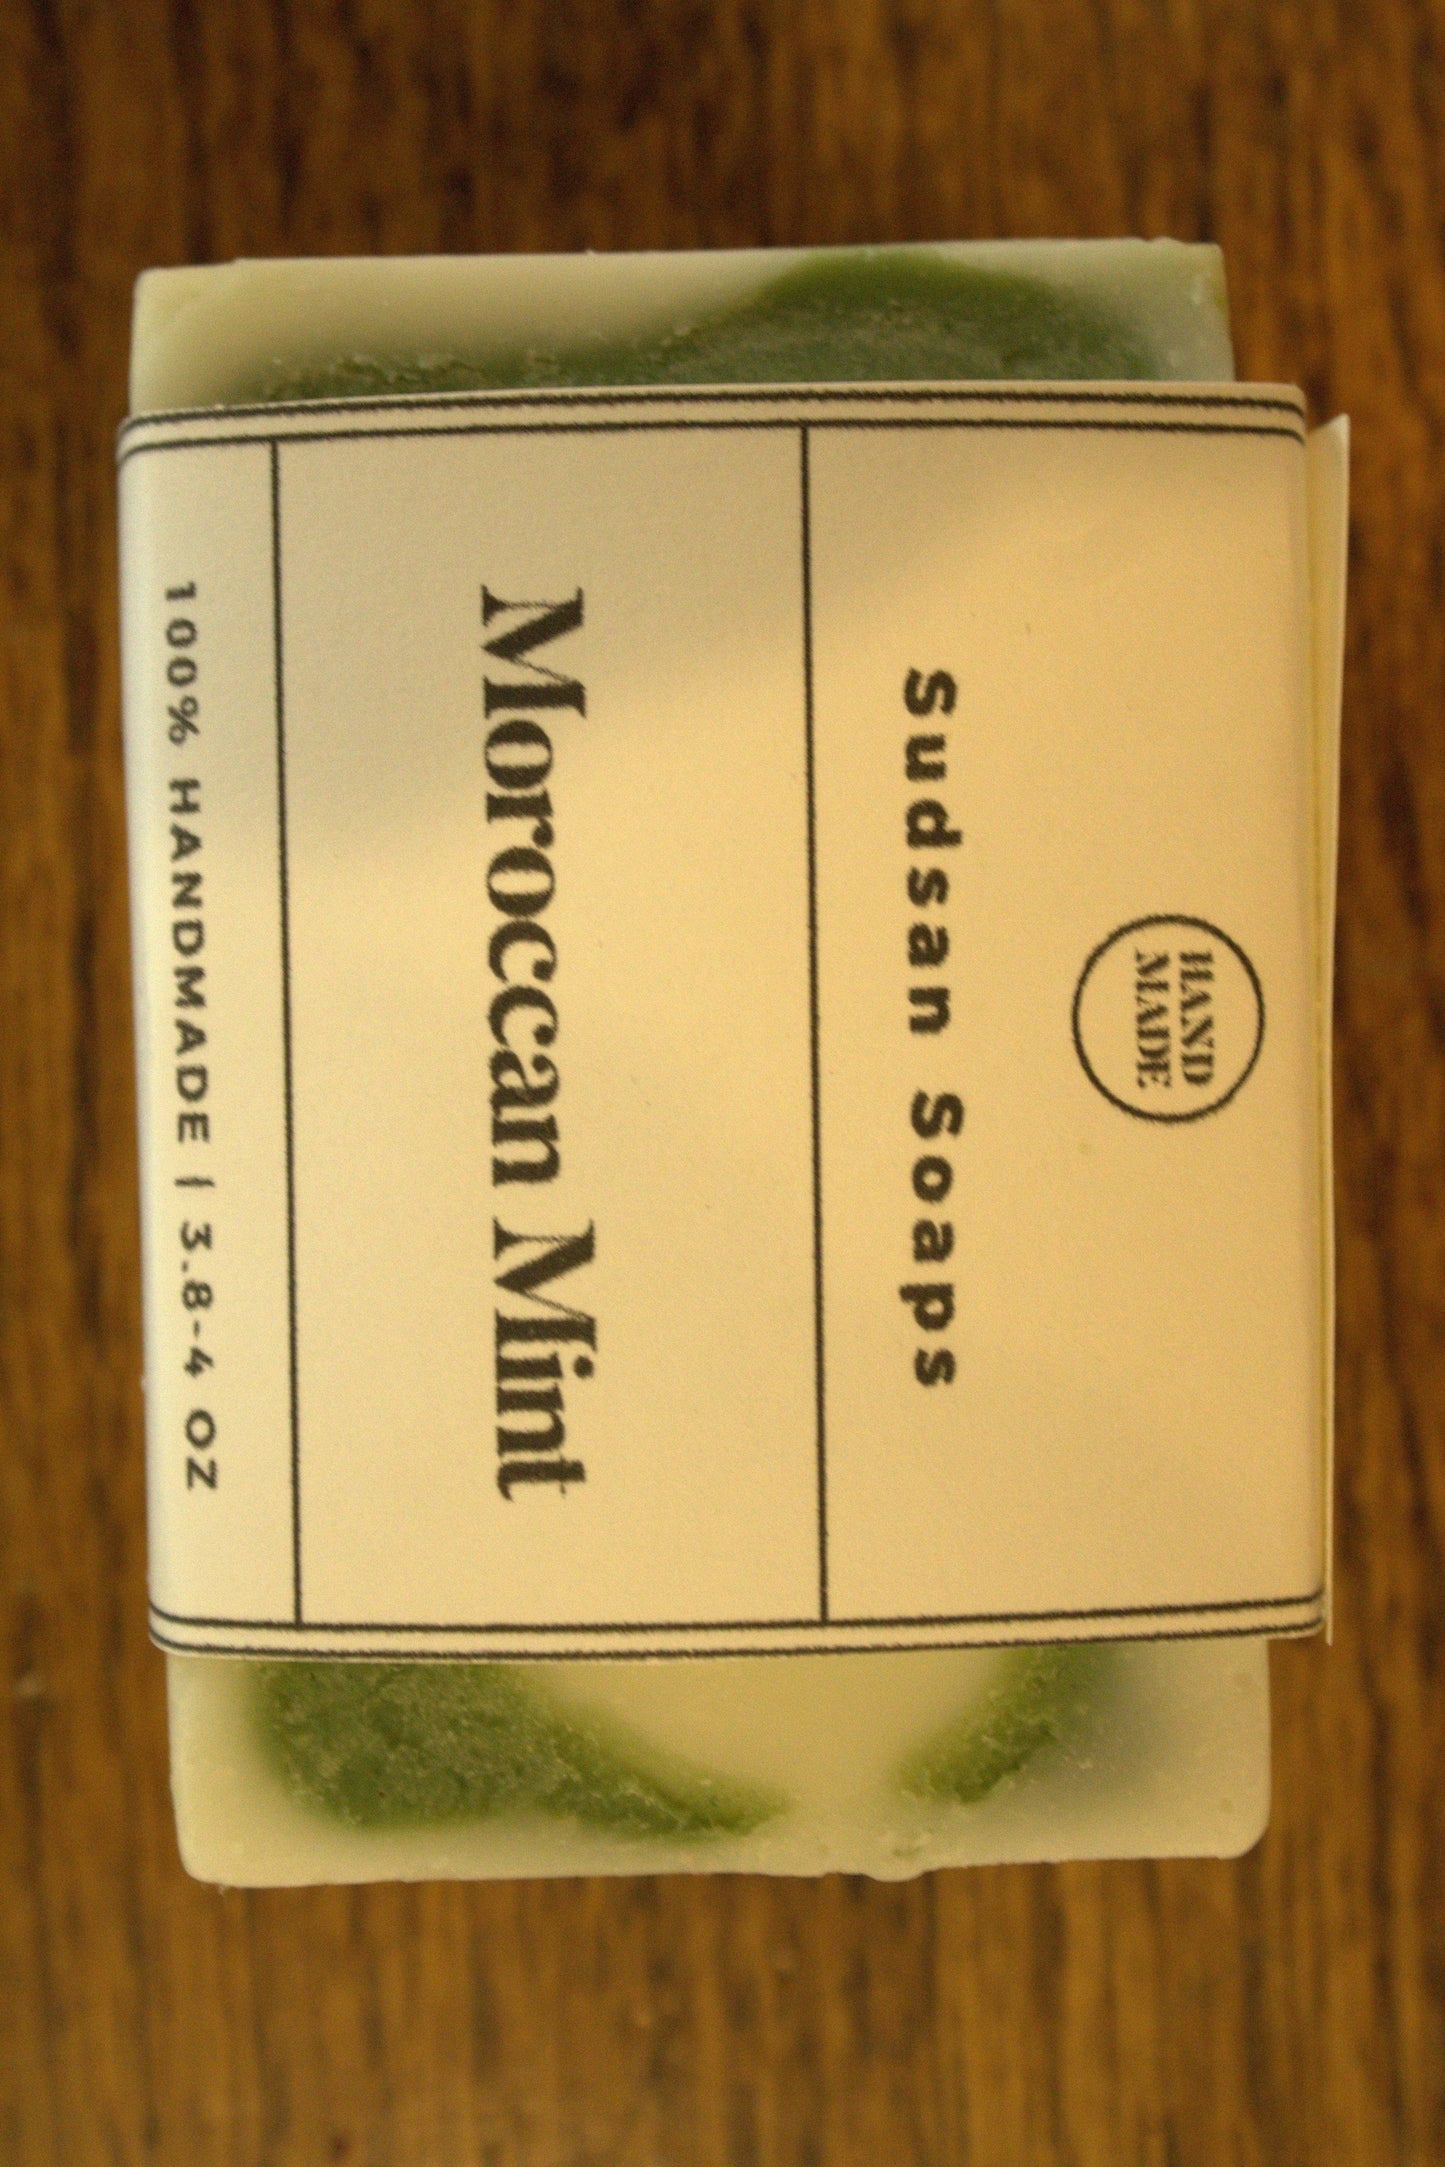 HAND
MADE
Sudsan Soaps
Moroccan Mint
100% HANDMADE | 3.8-4 OZ